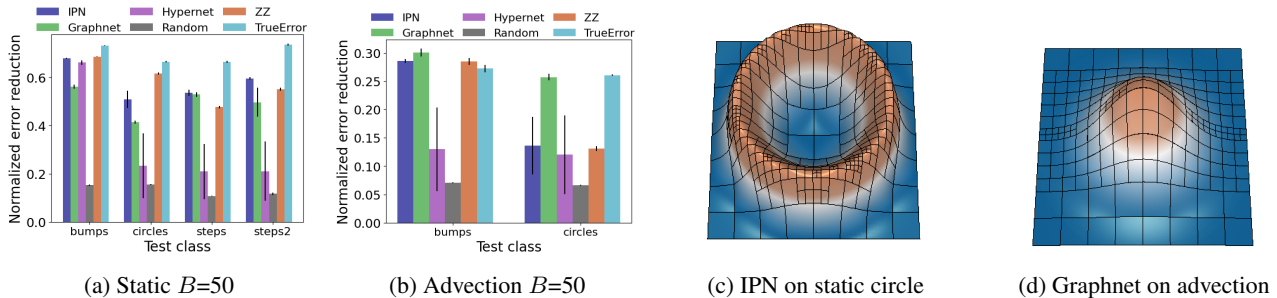 IPN Hypernet ZZ
Graphnet Random TrueError
Normalized error reduction
0.6
0.4
0.2
0.0
bumps circles steps steps2
Test class
(a) Static B=50
IPN Hypernet ZZ
Graphnet Random TrueError
Normalized error reduction
0.30
0.25
0.20
0.15
0.10
0.05
0.00
bumps circles
Test class
(b) Advection B=50
(c) IPN on static circle
(d) Graphnet on advection